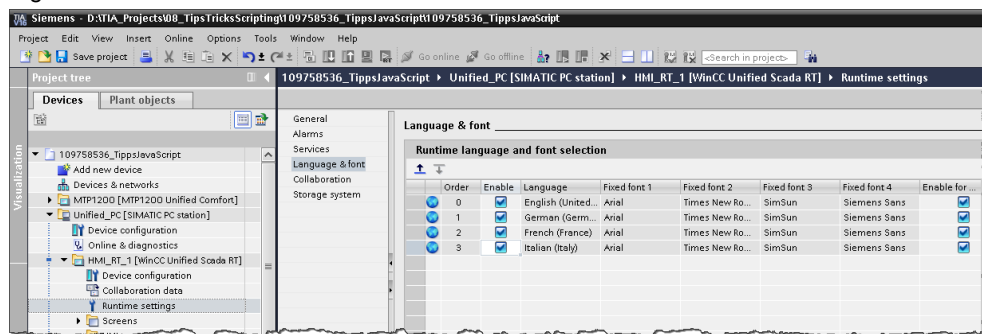 Siemens - D:\TIA_Projects\08_TipsTricksScripting\109758536_TippsJavaScript\109758536_TippsJavaScript
Project Edit View Insert Online Options Tools Window Help
Save project Go online Go offline <Search in project>
Project tree
109758536_TippsJavaScript Unified_PC [SIMATIC PC station] HMI_RT_1 [WinCC Unified Scada RT] Runtime settings
Devices Plant objects
Visualization
109758536_TippsJavaScript
Add new device
Devices & networks
MTP1200 [MTP1200 Unified Comfort]
Unified_PC [SIMATIC PC station]
Device configuration
Online & diagnostics
HMI_RT_1 [WinCC Unified Scada RT]
Device configuration
Collaboration data
Runtime settings
Screens
General
Alarms
Services
Language & font
Collaboration
Storage system
Language & font
Runtime language and font selection
Order Enable Language Fixed font 1 Fixed font 2 Fixed font 3 Fixed font 4 Enable for ...
0 English (United... Arial Times New Ro... SimSun Siemens Sans
1 German (Germ... Arial Times New Ro... SimSun Siemens Sans
2 French (France) Arial Times New Ro... SimSun Siemens Sans
3 Italian (Italy) Arial Times New Ro... SimSun Siemens Sans